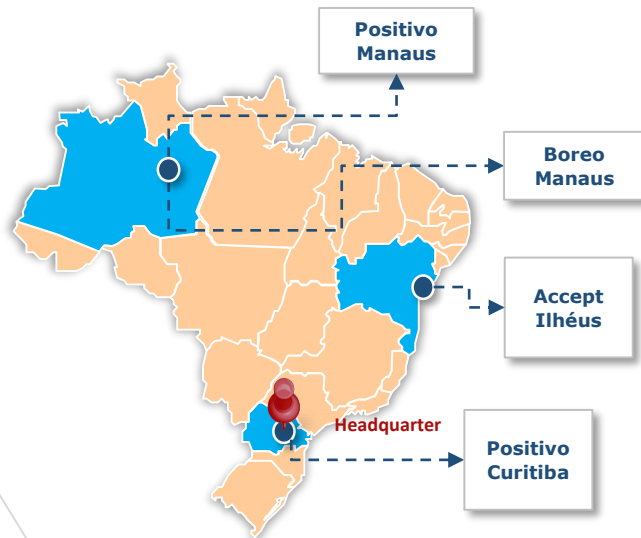 Positivo
Manaus
Boreo
Manaus
Accept
Ilhéus
Headquarter
Positivo
Curitiba